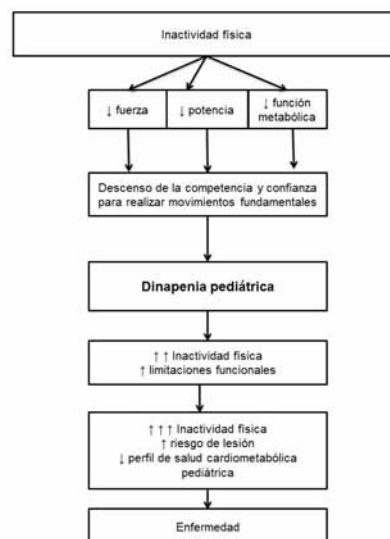 Inactividad física
↓ fuerza
↓ potencia
↓ función
metabólica
Descenso de la competencia y confianza
para realizar movimientos fundamentales
Dinapenia pediátrica
↑ ↑ Inactividad física
↑ limitaciones funcionales
↑ ↑ ↑ Inactividad física
↑ riesgo de lesión
↓ perfil de salud cardiometabólica
pediátrica
Enfermedad